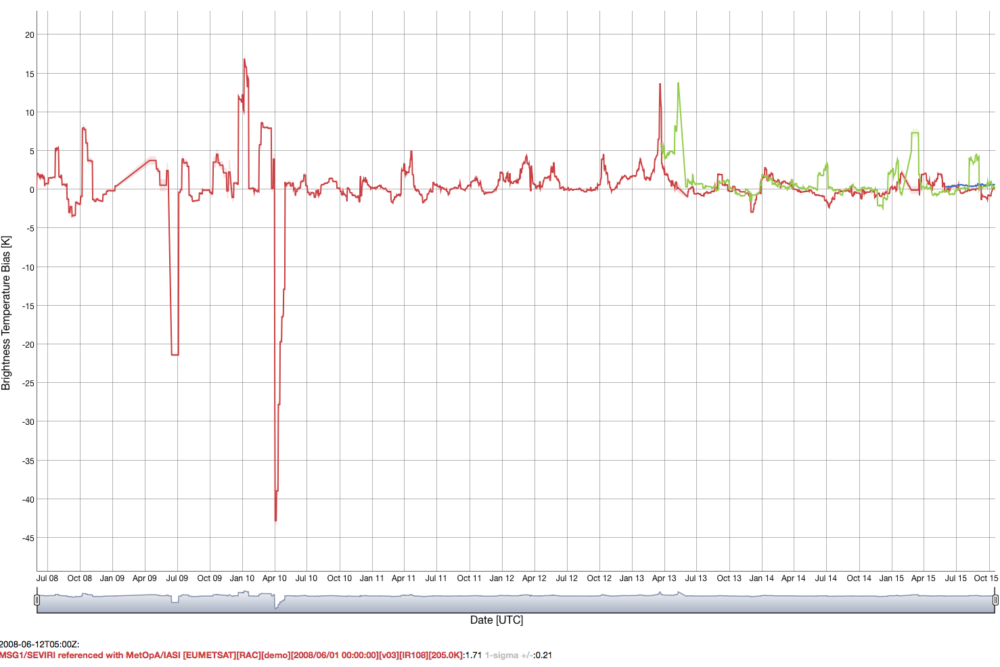 20
15
10
5
0
-5
-10
-15
-20
-25
-30
-35
-40
-45
Brightness Temperature Bias [K]
Jul 08 Oct 08 Jan 09 Apr 09 Jul 09 Oct 09 Jan 10 Apr 10 Jul 10 Oct 10 Jan 11 Apr 11 Jul 11 Oct 11 Jan 12 Apr 12 Jul 12 Oct 12 Jan 13 Apr 13 Jul 13 Oct 13 Jan 14 Apr 14 Jul 14 Oct 14 Jan 15 Apr 15 Jul 15 Oct 15
Date [UTC]
2008-06-12T05:00Z:
MSG1/SEVIRI referenced with MetOpA/IASI [EUMETSAT][RAC][demo][2008/06/01 00:00:00][v03][IR108][205.0K]:1.71 1-sigma +/-:0.21